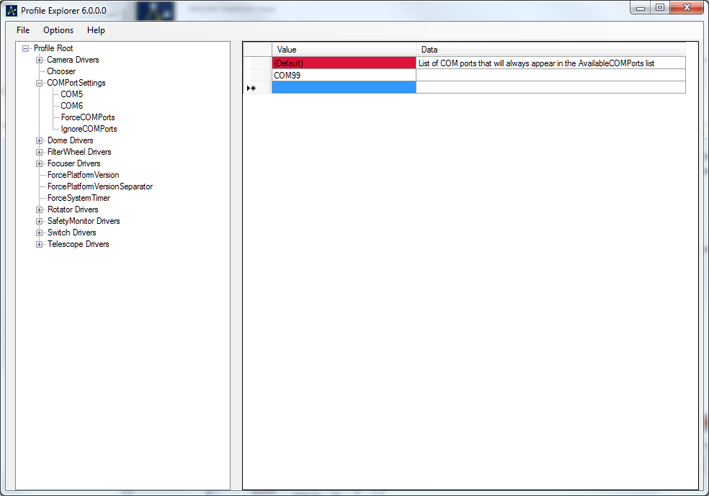 Profile Explorer 6.0.0.0
File Options Help
Profile Root
Camera Drivers
Chooser
COMPortSettings
COM5
COM6
ForceCOMPorts
IgnoreCOMPorts
Dome Drivers
FilterWheel Drivers
Focuser Drivers
ForcePlatformVersion
ForcePlatformVersionSeparator
ForceSystemTimer
Rotator Drivers
SafetyMonitor Drivers
Switch Drivers
Telescope Drivers
Value Data
(Default) List of COM ports that will always appear in the AvailableCOMPorts list
COM99